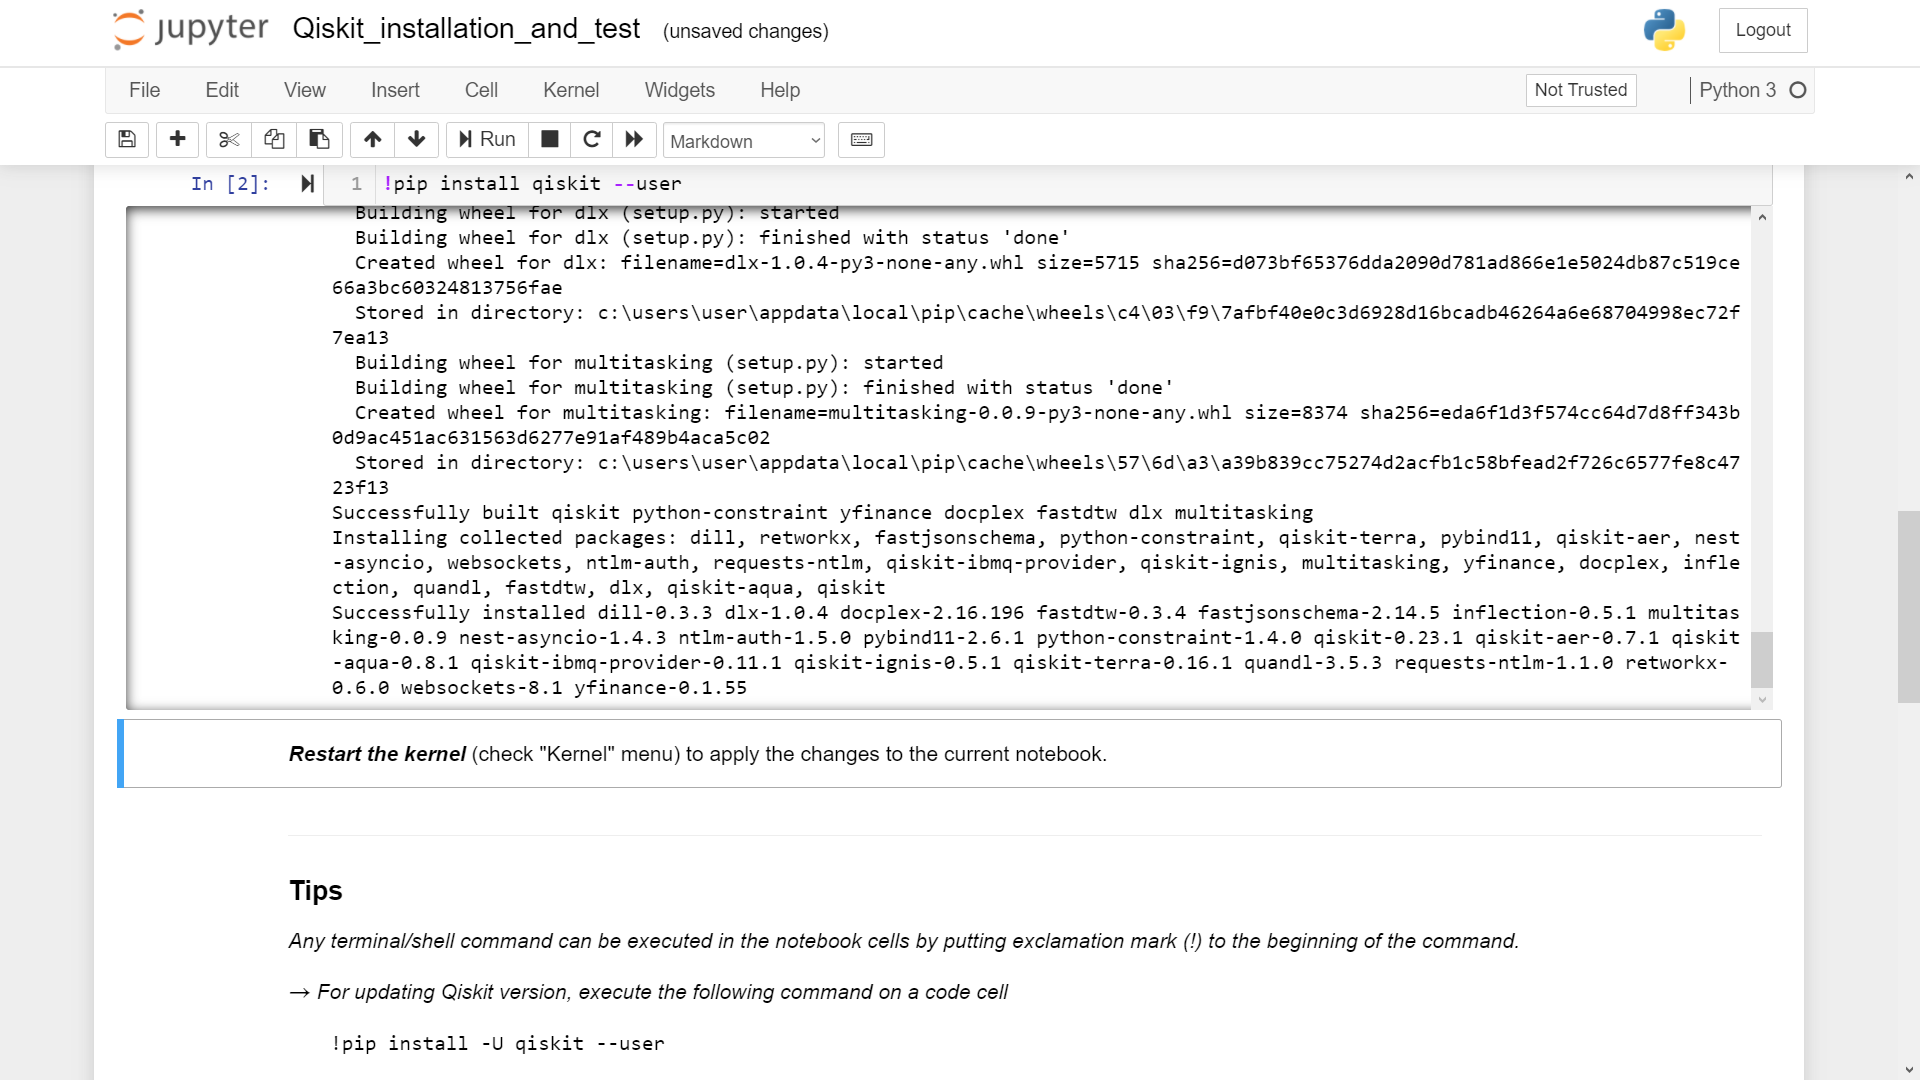 jupyter Qiskit_installation_and_test (unsaved changes) Logout
File Edit View Insert Cell Kernel Widgets Help Not Trusted Python 3
Run Markdown
In [2]: 1 !pip install qiskit --user
Building wheel for dlx (setup.py): started
Building wheel for dlx (setup.py): finished with status 'done'
Created wheel for dlx: filename=dlx-1.0.4-py3-none-any.whl size=5715 sha256=d073bf65376dda2090d781ad866e1e5024db87c519ce
66a3bc60324813756fae
Stored in directory: c:\users\user\appdata\local\pip\cache\wheels\c4\03\f9\7afbf40e0c3d6928d16bcadb46264a6e68704998ec72f
7ea13
Building wheel for multitasking (setup.py): started
Building wheel for multitasking (setup.py): finished with status 'done'
Created wheel for multitasking: filename=multitasking-0.0.9-py3-none-any.whl size=8374 sha256=eda6f1d3f574cc64d7d8ff343b
0d9ac451ac631563d6277e91af489b4aca5c02
Stored in directory: c:\users\user\appdata\local\pip\cache\wheels\57\6d\a3\a39b839cc75274d2acfb1c58bfead2f726c6577fe8c47
23f13
Successfully built qiskit python-constraint yfinance docplex fastdtw dlx multitasking
Installing collected packages: dill, retworkx, fastjsonschema, python-constraint, qiskit-terra, pybind11, qiskit-aer, nest
-asyncio, websockets, ntlm-auth, requests-ntlm, qiskit-ibmq-provider, qiskit-ignis, multitasking, yfinance, docplex, infle
ction, quandl, fastdtw, dlx, qiskit-aqua, qiskit
Successfully installed dill-0.3.3 dlx-1.0.4 docplex-2.16.196 fastdtw-0.3.4 fastjsonschema-2.14.5 inflection-0.5.1 multitas
king-0.0.9 nest-asyncio-1.4.3 ntlm-auth-1.5.0 pybind11-2.6.1 python-constraint-1.4.0 qiskit-0.23.1 qiskit-aer-0.7.1 qiskit
-aqua-0.8.1 qiskit-ibmq-provider-0.11.1 qiskit-ignis-0.5.1 qiskit-terra-0.16.1 quandl-3.5.3 requests-ntlm-1.1.0 retworkx-
0.6.0 websockets-8.1 yfinance-0.1.55
Restart the kernel (check "Kernel" menu) to apply the changes to the current notebook.
Tips
Any terminal/shell command can be executed in the notebook cells by putting exclamation mark (!) to the beginning of the command.
→ For updating Qiskit version, execute the following command on a code cell
!pip install -U qiskit --user